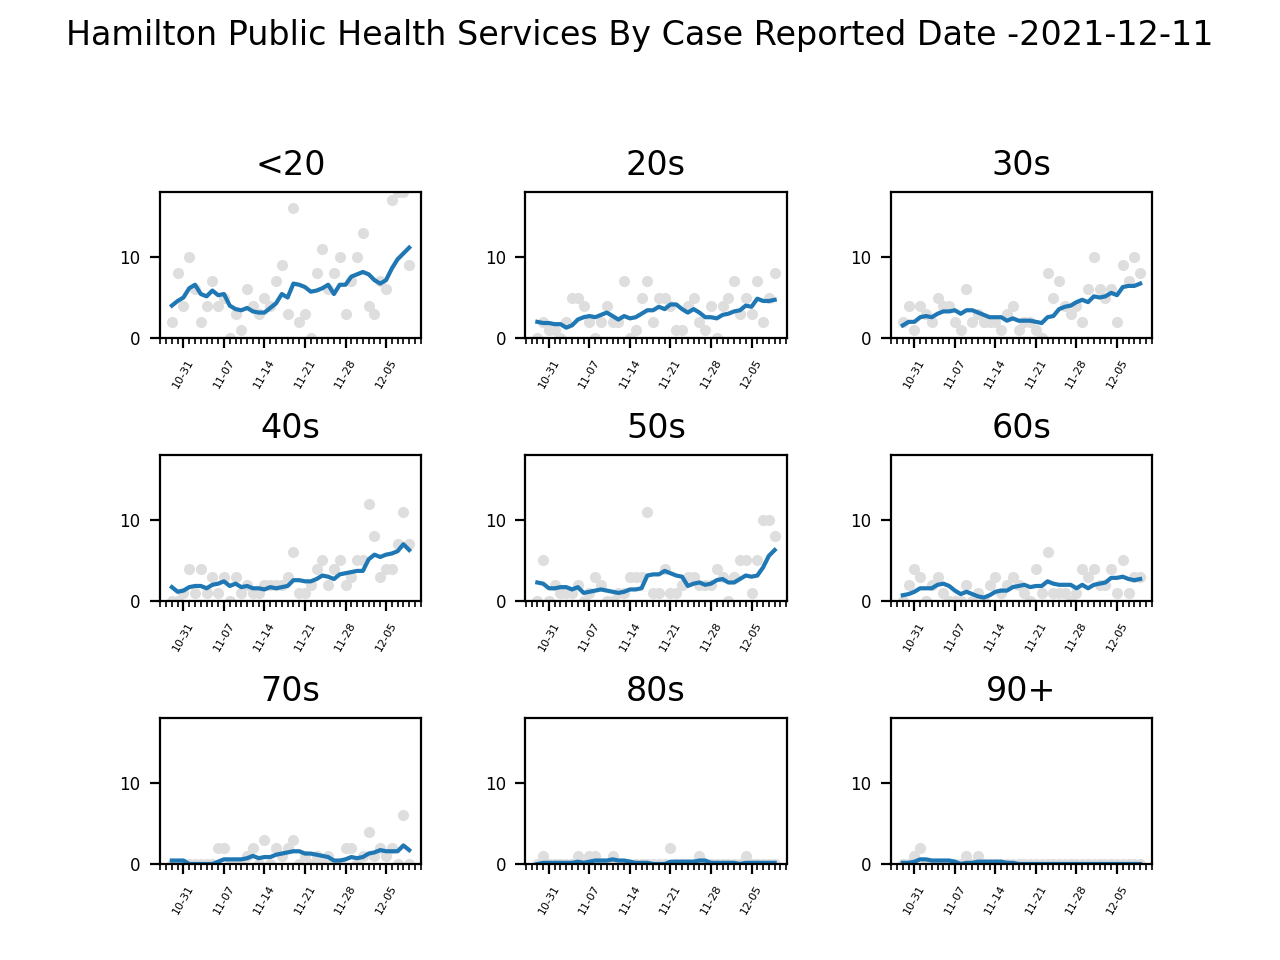 Hamilton Public Health Services By Case Reported Date -2021-12-11
<20 20s 30s
10 10 10
0 0 0
10-31 11-07 11-14 11-21 11-28 12-05 10-31 11-07 11-14 11-21 11-28 12-05 10-31 11-07 11-14 11-21 11-28 12-05
40s 50s 60s
10 10 10
0 0 0
10-31 11-07 11-14 11-21 11-28 12-05 10-31 11-07 11-14 11-21 11-28 12-05 10-31 11-07 11-14 11-21 11-28 12-05
70s 80s 90+
10 10 10
0 0 0
10-31 11-07 11-14 11-21 11-28 12-05 10-31 11-07 11-14 11-21 11-28 12-05 10-31 11-07 11-14 11-21 11-28 12-05